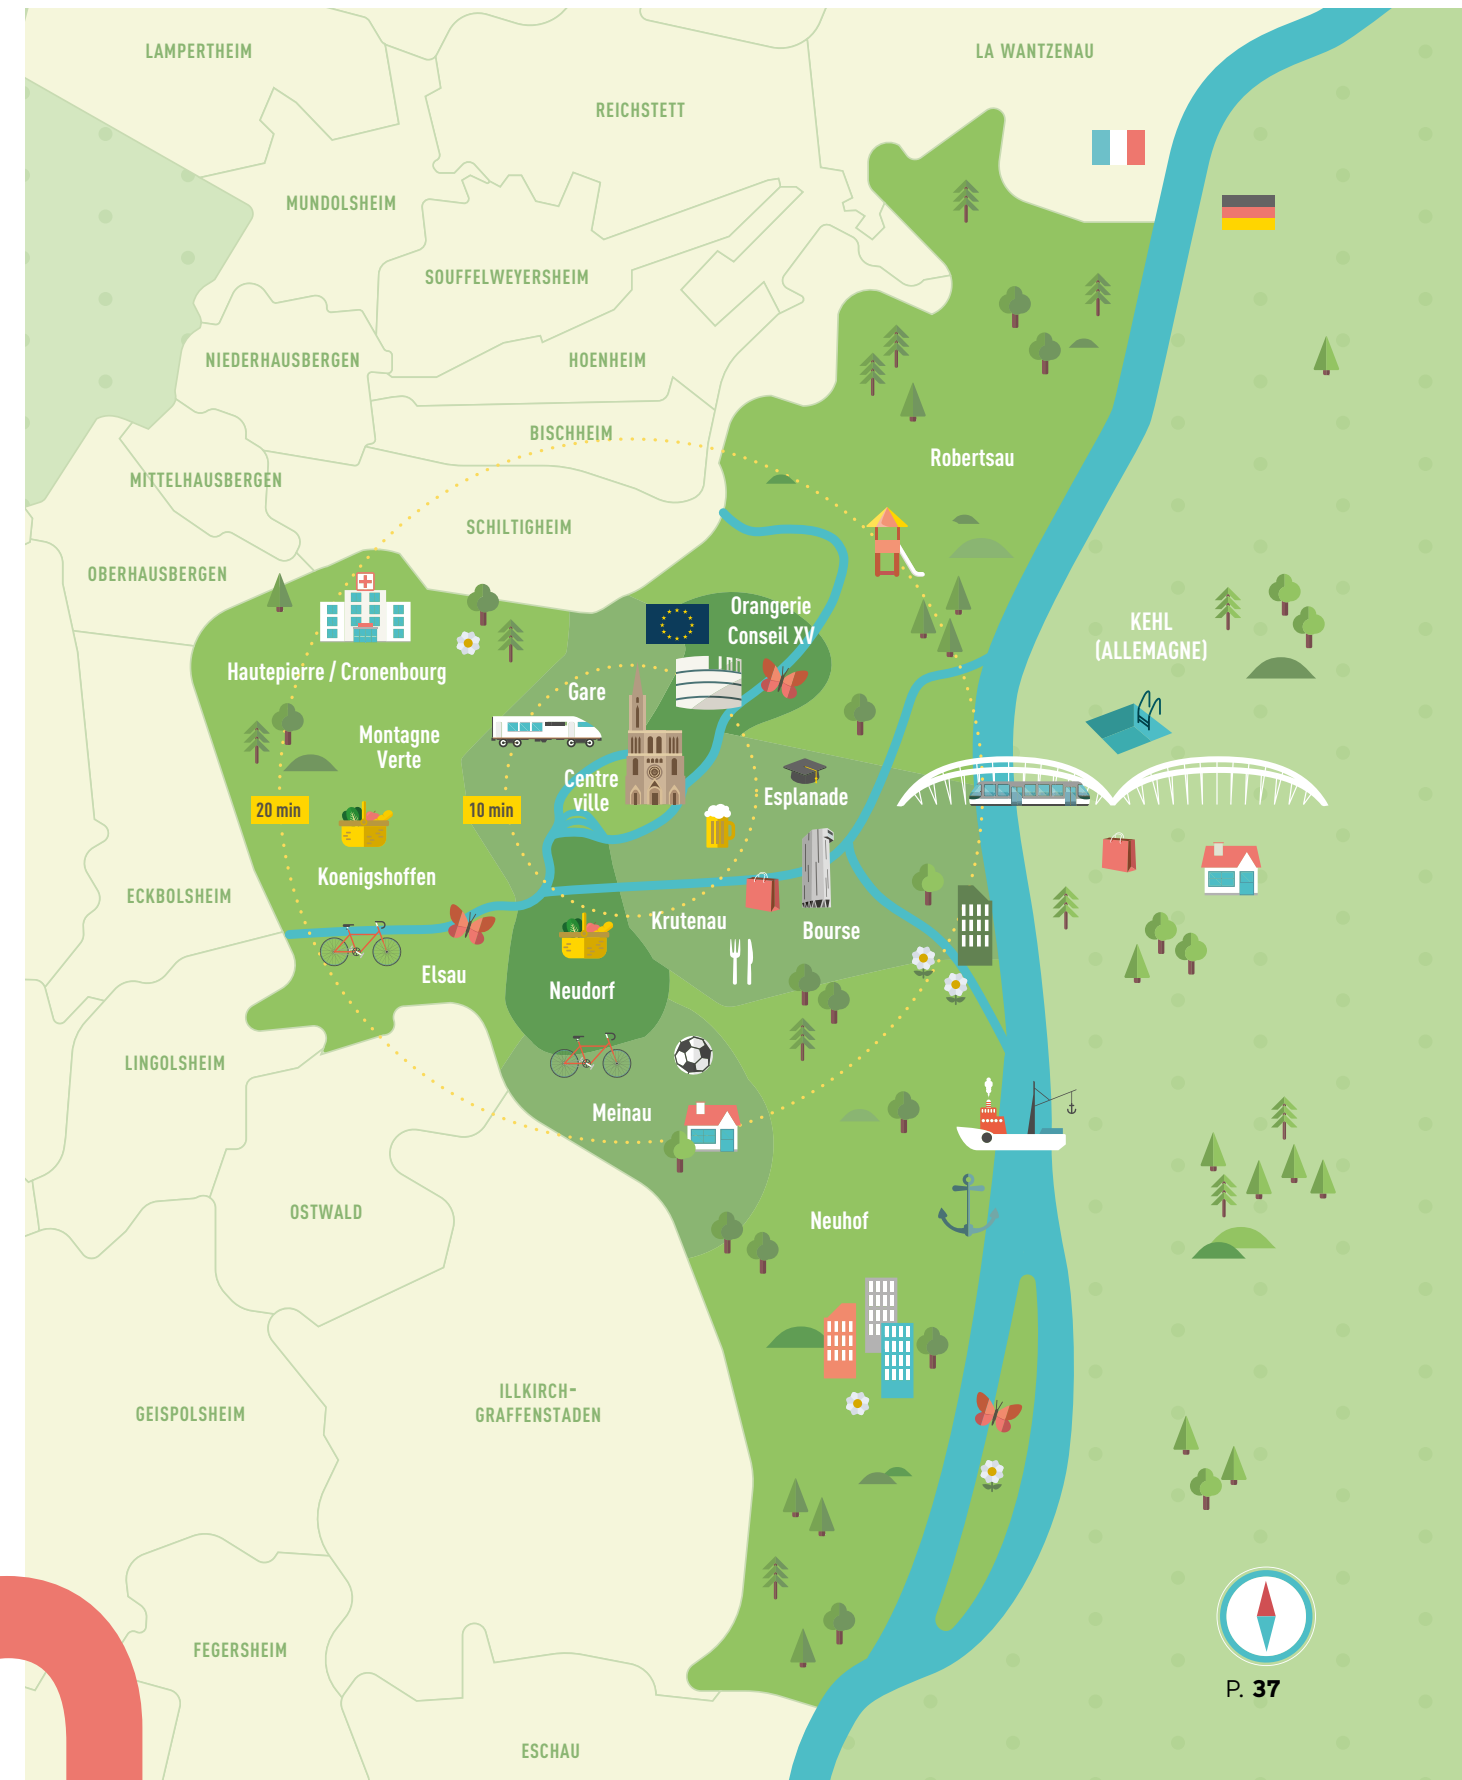 LAMPERTHEIM
LA WANTZENAU
REICHSTETT
MUNDOLSHEIM
SOUFFELWEYERSHEIM
NIEDERHAUSBERGEN
HOENHEIM
BISCHHEIM
Robertsau
MITTELHAUSBERGEN
SCHILTIGHEIM
OBERHAUSBERGEN
Orangerie
Conseil XV
KEHL
(ALLEMAGNE)
Hautepierre / Cronenbourg
Gare
Montagne
Verte
Centre
ville
Esplanade
20 min
10 min
Koenigshoffen
ECKBOLSHEIM
Krutenau
Bourse
Elsau
Neudorf
LINGOLSHEIM
Meinau
OSTWALD
Neuhof
ILLKIRCH-
GRAFFENSTADEN
GEISPOLSHEIM
FEGERSHEIM
P. 37
ESCHAU